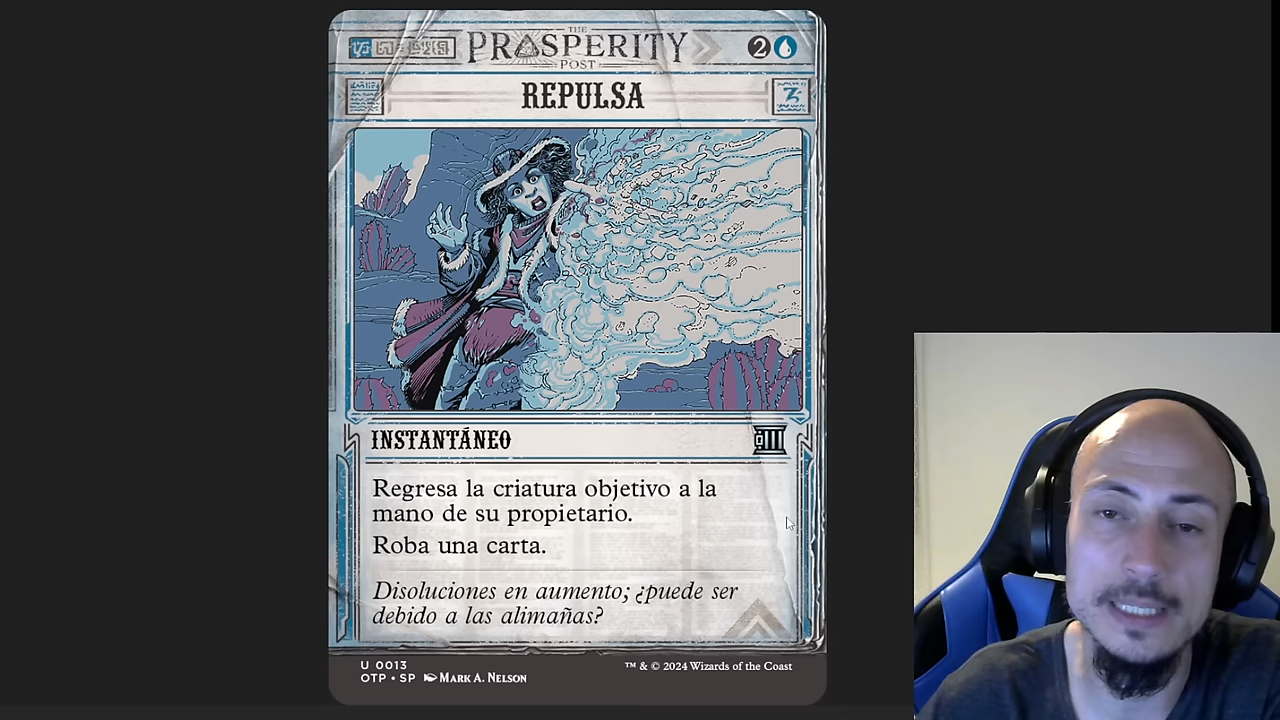 THE
PROSPERITY
POST
2
REPULSA
INSTANTÁNEO
Regresa la criatura objetivo a la
mano de su propietario.
Roba una carta.
Disoluciones en aumento; ¿puede ser
debido a las alimañas?
U 0013
OTP • SP Mark A. Nelson
™ & © 2024 Wizards of the Coast